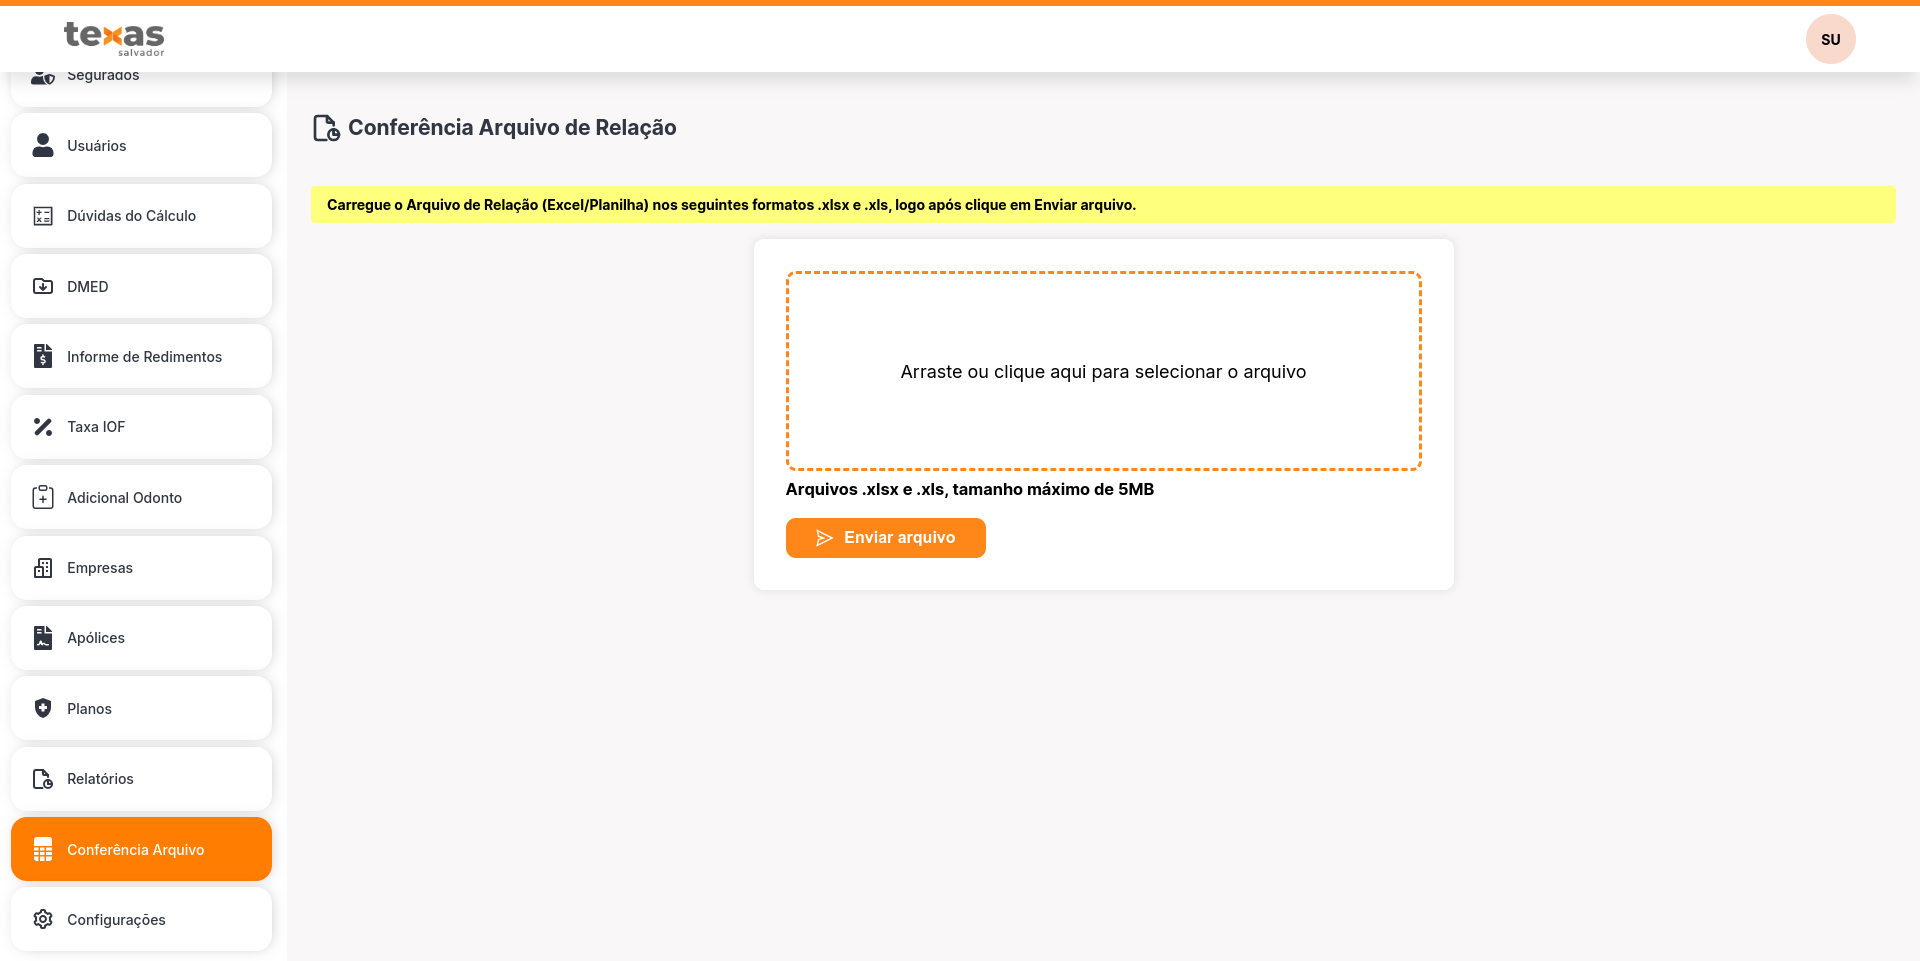 texas
salvador
SU
Segurados
Usuários
Dúvidas do Cálculo
DMED
Informe de Redimentos
Taxa IOF
Adicional Odonto
Empresas
Apólices
Planos
Relatórios
Conferência Arquivo
Configurações
Conferência Arquivo de Relação
Carregue o Arquivo de Relação (Excel/Planilha) nos seguintes formatos .xlsx e .xls, logo após clique em Enviar arquivo.
Arraste ou clique aqui para selecionar o arquivo
Arquivos .xlsx e .xls, tamanho máximo de 5MB
Enviar arquivo